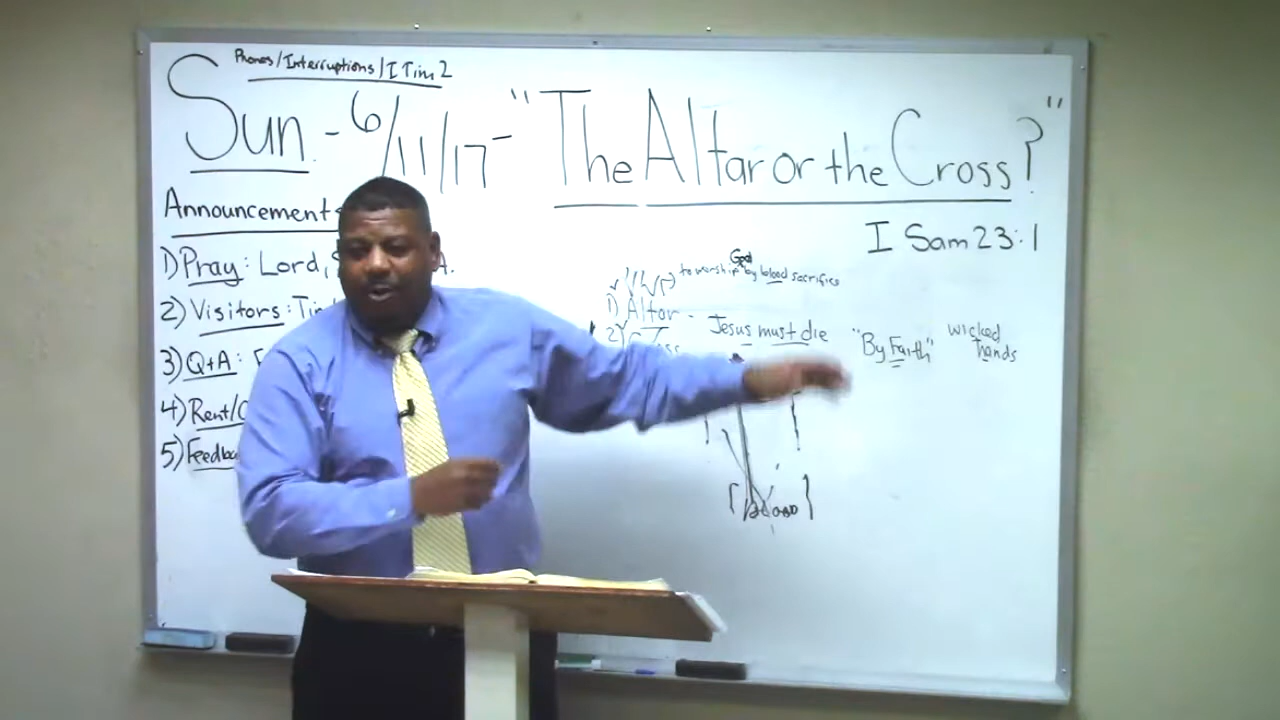 Phones/Interruptions/I Tim 2
Sun. - 6/11/17 - "The Altar or the Cross?"
Announcements
I Sam 23:1
1) Pray: Lord,
2) Visitors:
3) Q+A:
4) Rent/
5) Feedba
God
to worship by blood sacrifice
1) Altar -
2)
Jesus must die
"By Faith"
wicked
hands